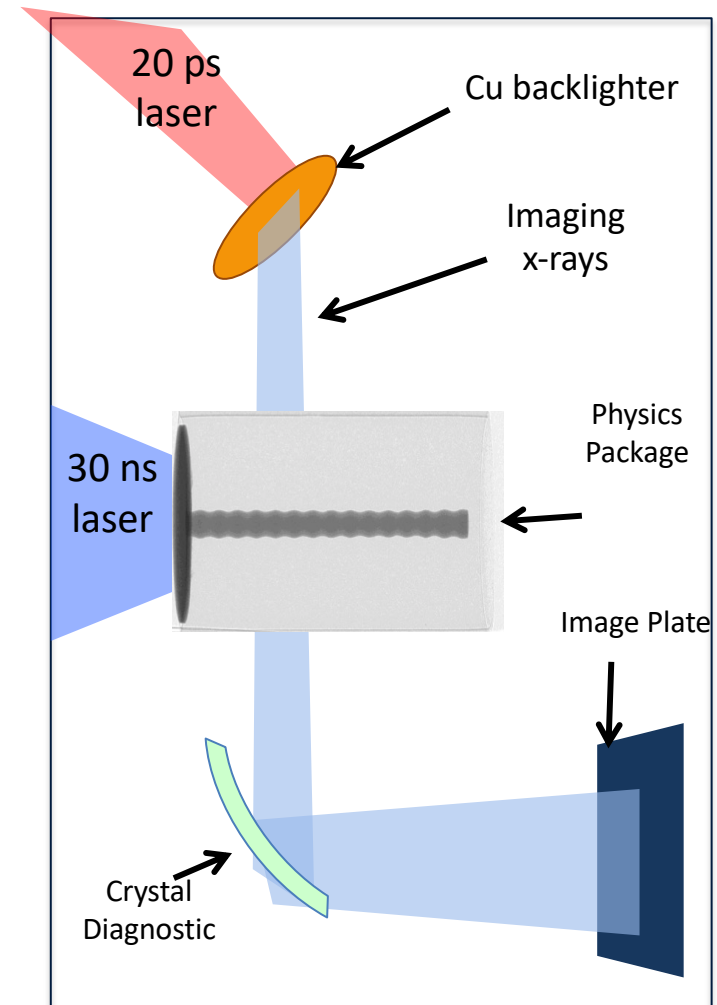 20 ps
laser
Cu backlighter
Imaging
x-rays
Physics
Package
30 ns
laser
Image Plate
Crystal
Diagnostic